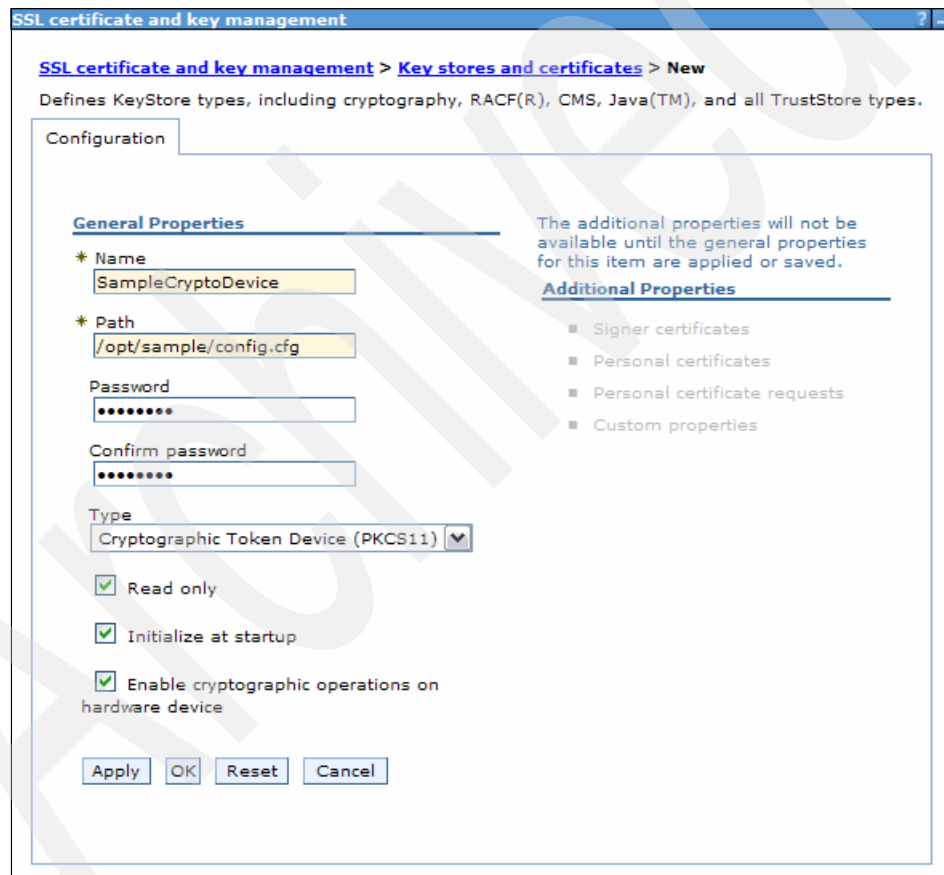 SSL certificate and key management ? -
SSL certificate and key management > Key stores and certificates > New
Defines KeyStore types, including cryptography, RACF(R), CMS, Java(TM), and all TrustStore types.
Configuration
General Properties
* Name
SampleCryptoDevice
* Path
/opt/sample/config.cfg
Password
••••••••
Confirm password
••••••••
Type
Cryptographic Token Device (PKCS11)
Read only
Initialize at startup
Enable cryptographic operations on
hardware device
Apply OK Reset Cancel
The additional properties will not be
available until the general properties
for this item are applied or saved.
Additional Properties
Signer certificates
Personal certificates
Personal certificate requests
Custom properties
Archived